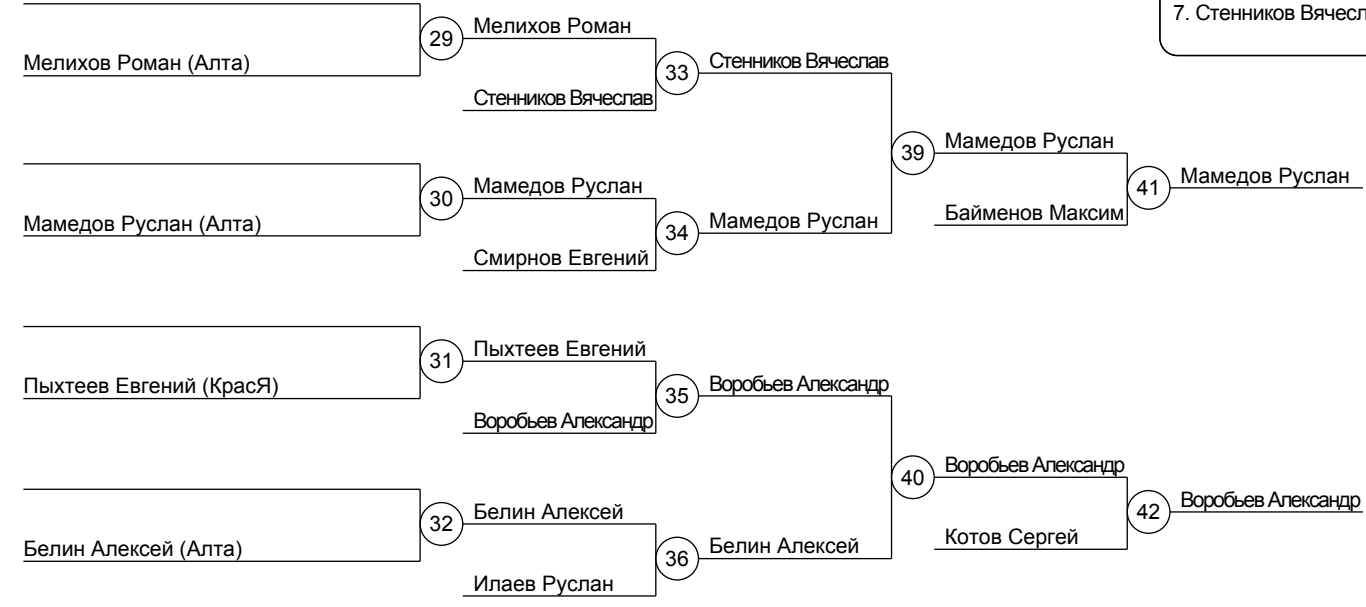 7. Стенников Вячесл
29
Мелихов Роман
Мелихов Роман (Алта)
33
Стенников Вячеслав
Стенников Вячеслав
39
Мамедов Руслан
30
Мамедов Руслан
Мамедов Руслан (Алта)
34
Мамедов Руслан
Смирнов Евгений
Байменов Максим
41
Мамедов Руслан
31
Пыхтеев Евгений
Пыхтеев Евгений (КрасЯ)
35
Воробьев Александр
Воробьев Александр
40
Воробьев Александр
32
Белин Алексей
Белин Алексей (Алта)
36
Белин Алексей
Илаев Руслан
Котов Сергей
42
Воробьев Александр